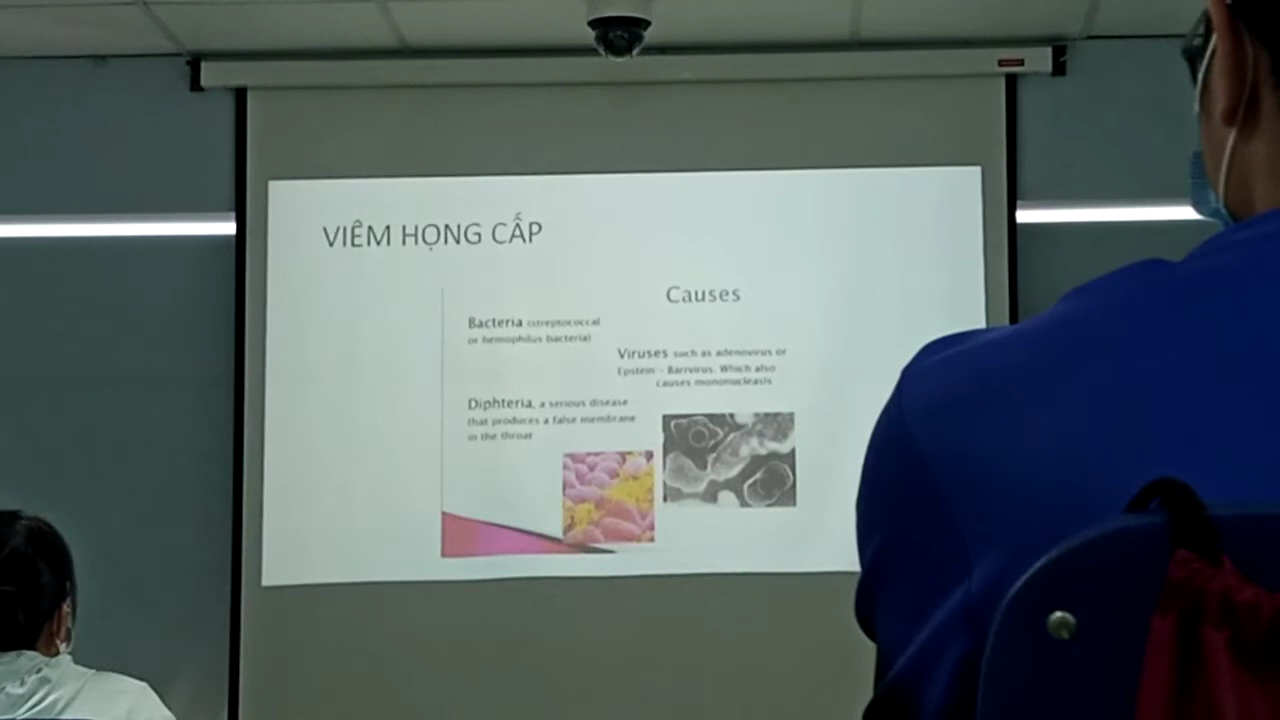 VIÊM HỌNG CẤP
Causes
Bacteria (streptococcal
or hemophilus bacteria)
Viruses such as adenovirus or
Epstein - Barrvirus. Which also
causes mononucleasis
Diphteria, a serious disease
that produces a false membrane
in the throat